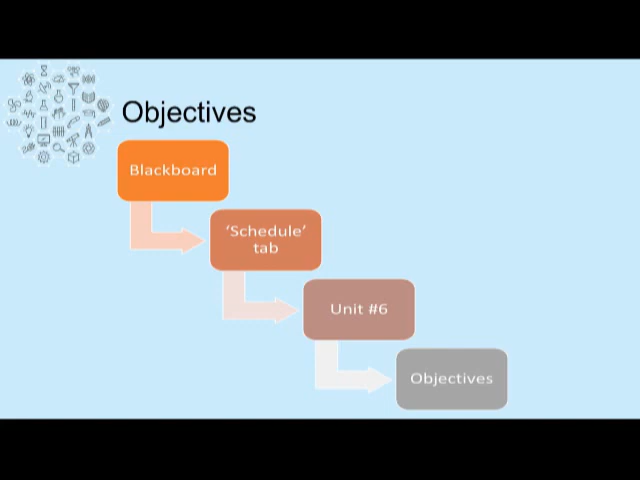 Objectives
Blackboard
‘Schedule’
tab
Unit #6
Objectives